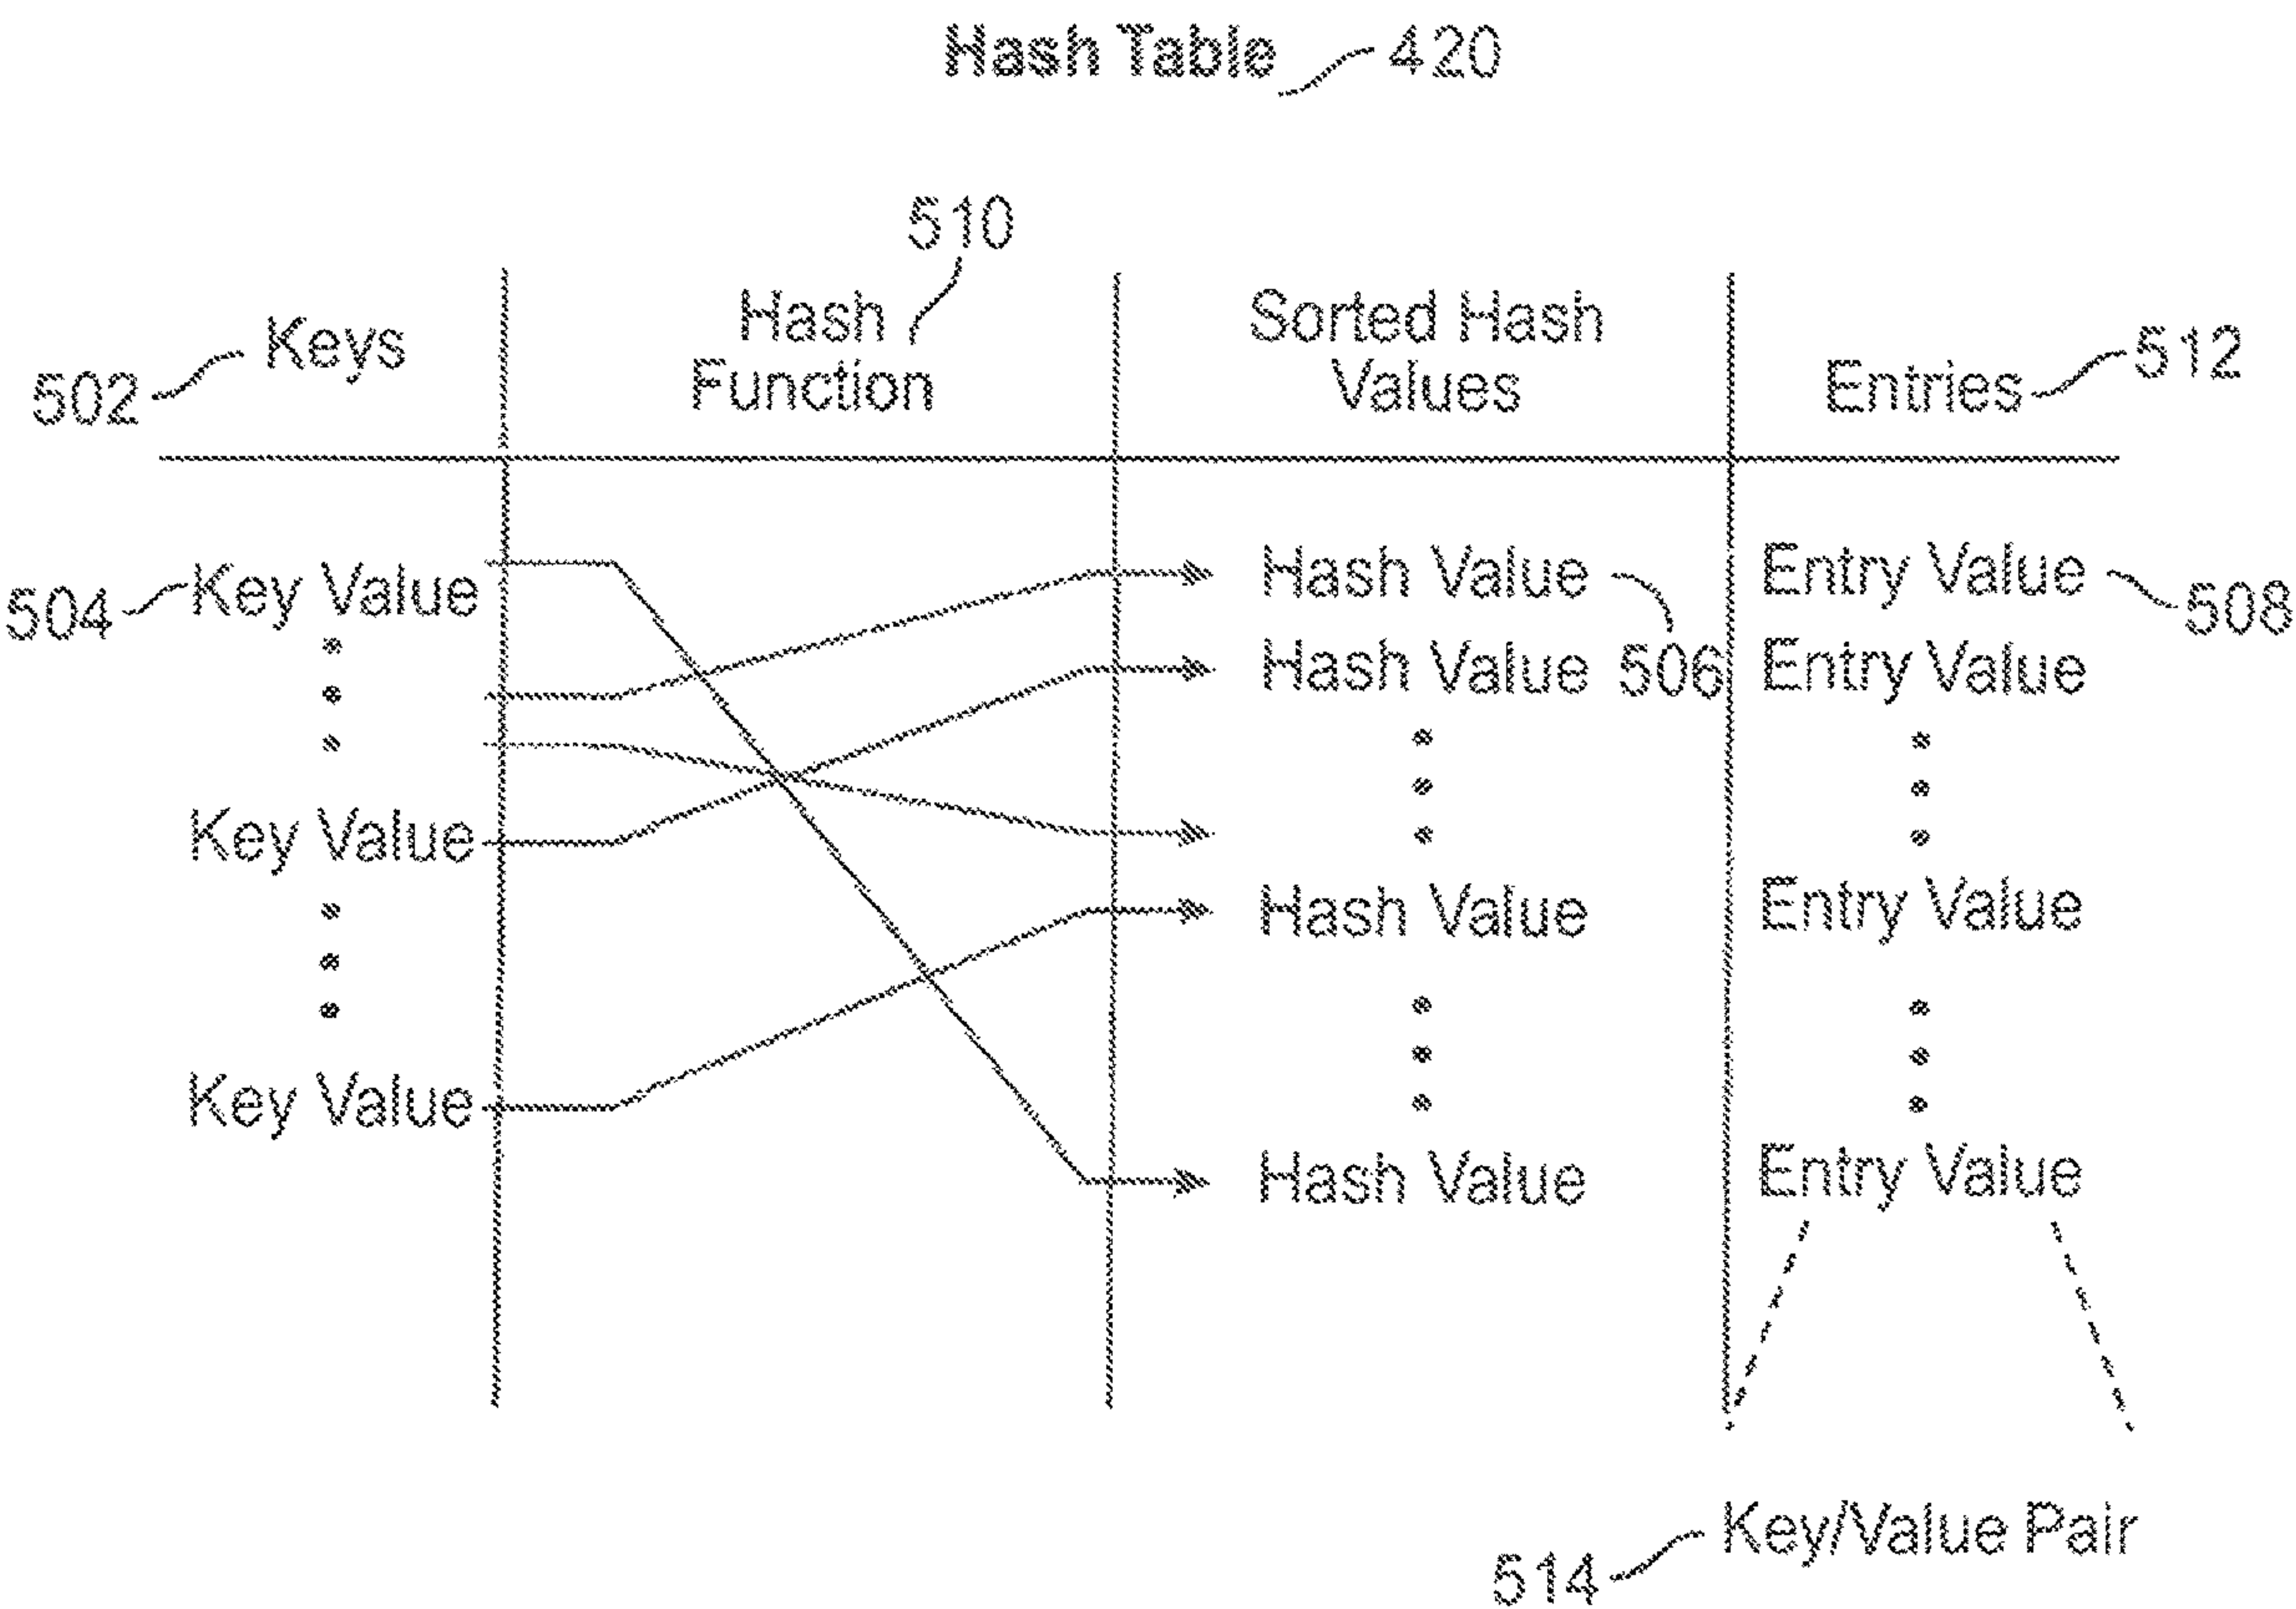 Hash Table 420
510
Keys
Hash Function
Sorted Hash Values
Entries
502
512
504 Key Value
Hash Value
Entry Value 508
Hash Value 506
Entry Value
Key Value
Hash Value
Entry Value
Key Value
Hash Value
Entry Value
514 Key/Value Pair